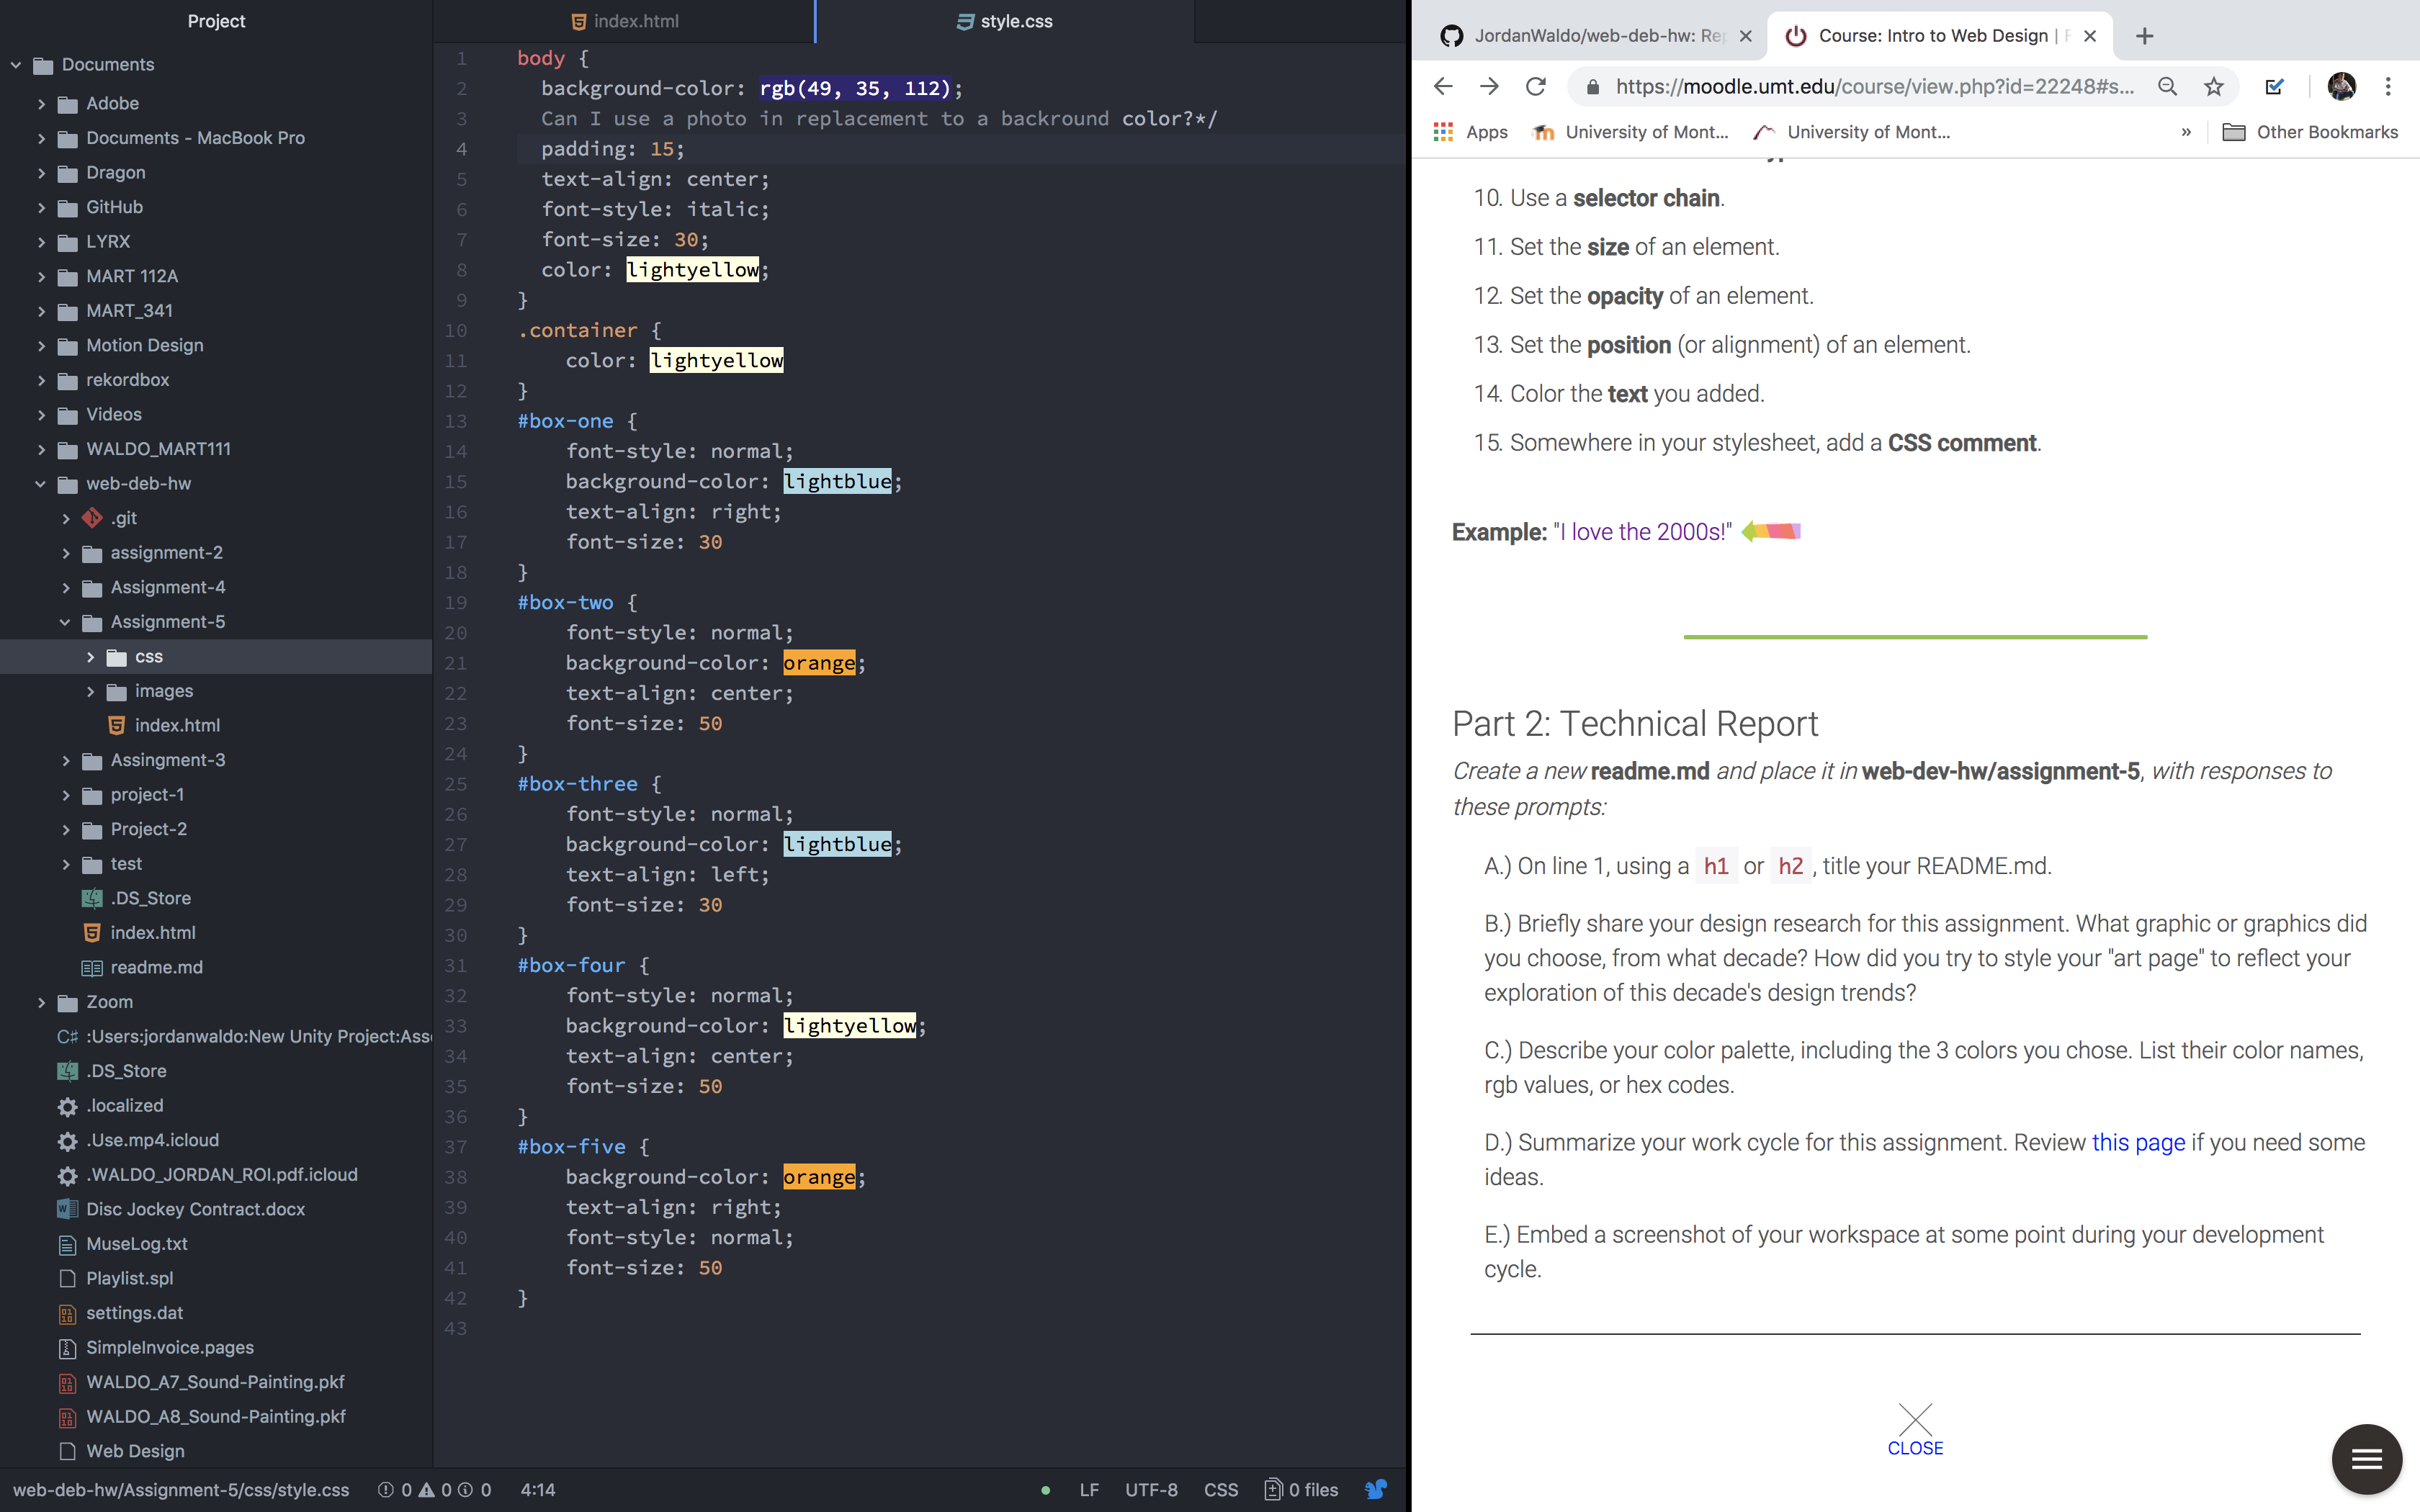 Project
Documents
Adobe
Documents - MacBook Pro
Dragon
GitHub
LYRX
MART 112A
MART_341
Motion Design
rekordbox
Videos
WALDO_MART111
web-deb-hw
.git
assignment-2
Assignment-4
Assignment-5
css
images
index.html
Assingment-3
project-1
Project-2
test
.DS_Store
index.html
readme.md
Zoom
:Users:jordanwaldo:New Unity Project:Ass
.DS_Store
.localized
.Use.mp4.icloud
.WALDO_JORDAN_ROI.pdf.icloud
Disc Jockey Contract.docx
MuseLog.txt
Playlist.spl
settings.dat
SimpleInvoice.pages
WALDO_A7_Sound-Painting.pkf
WALDO_A8_Sound-Painting.pkf
Web Design
index.html
style.css
1 body {
2 background-color: rgb(49, 35, 112);
3 Can I use a photo in replacement to a backround color?*/
4 padding: 15;
5 text-align: center;
6 font-style: italic;
7 font-size: 30;
8 color: lightyellow;
9 }
10 .container {
11 color: lightyellow
12 }
13 #box-one {
14 font-style: normal;
15 background-color: lightblue;
16 text-align: right;
17 font-size: 30
18 }
19 #box-two {
20 font-style: normal;
21 background-color: orange;
22 text-align: center;
23 font-size: 50
24 }
25 #box-three {
26 font-style: normal;
27 background-color: lightblue;
28 text-align: left;
29 font-size: 30
30 }
31 #box-four {
32 font-style: normal;
33 background-color: lightyellow;
34 text-align: center;
35 font-size: 50
36 }
37 #box-five {
38 background-color: orange;
39 text-align: right;
40 font-style: normal;
41 font-size: 50
42 }
43
web-deb-hw/Assignment-5/css/style.css 0 0 0 4:14 LF UTF-8 CSS 0 files
JordanWaldo/web-deb-hw: Rep
Course: Intro to Web Design | F
https://moodle.umt.edu/course/view.php?id=22248#s...
Apps University of Mont... University of Mont... » Other Bookmarks
10. Use a selector chain.
11. Set the size of an element.
12. Set the opacity of an element.
13. Set the position (or alignment) of an element.
14. Color the text you added.
15. Somewhere in your stylesheet, add a CSS comment.
Example: "I love the 2000s!"
Part 2: Technical Report
Create a new readme.md and place it in web-dev-hw/assignment-5, with responses to
these prompts:
A.) On line 1, using a h1 or h2, title your README.md.
B.) Briefly share your design research for this assignment. What graphic or graphics did
you choose, from what decade? How did you try to style your "art page" to reflect your
exploration of this decade's design trends?
C.) Describe your color palette, including the 3 colors you chose. List their color names,
rgb values, or hex codes.
D.) Summarize your work cycle for this assignment. Review this page if you need some
ideas.
E.) Embed a screenshot of your workspace at some point during your development
cycle.
CLOSE